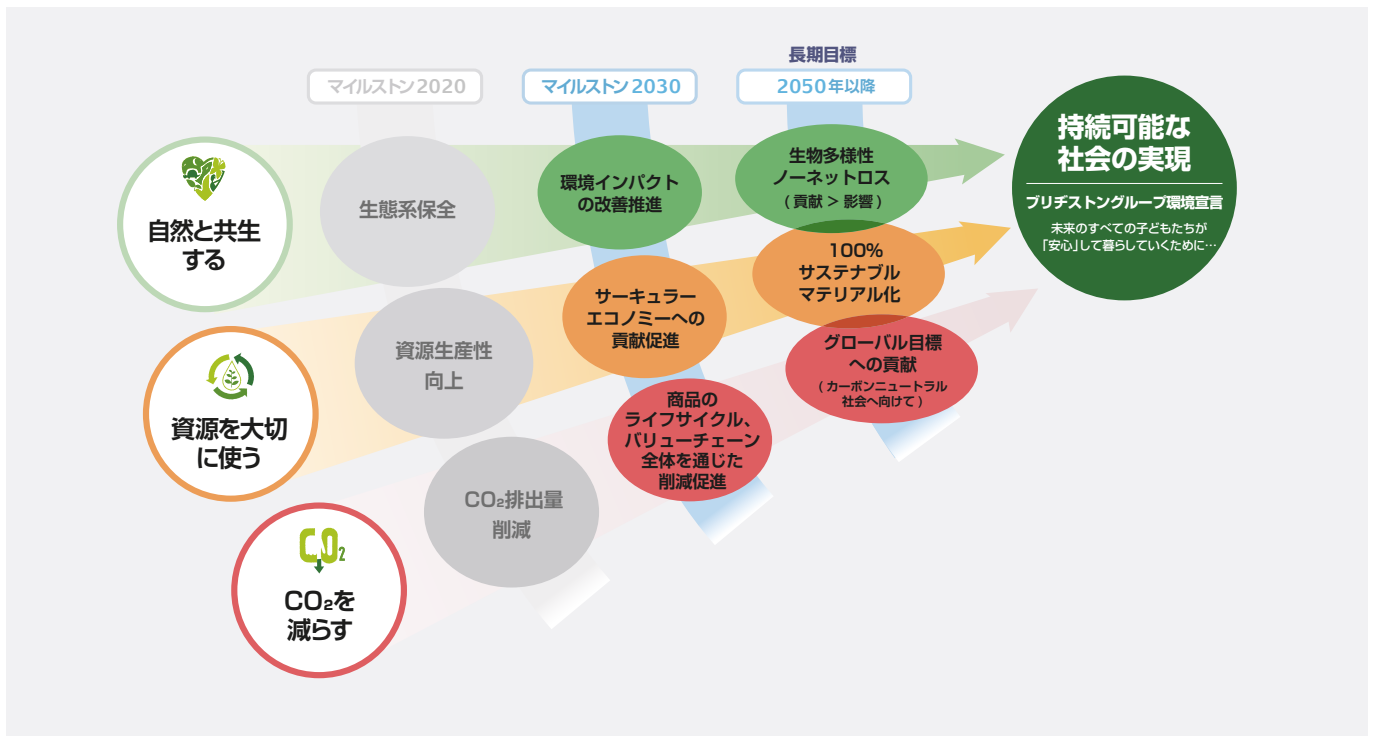 長期目標
マイルストン2020
マイルストン2030
2050年以降
自然と共生
する
生態系保全
環境インパクト
の改善推進
生物多様性
ノーネットロス
(貢献 > 影響)
資源を大切
に使う
資源生産性
向上
サーキュラー
エコノミーへの
貢献促進
100%
サステナブル
マテリアル化
CO2
CO₂を
減らす
CO₂排出量
削減
商品の
ライフサイクル、
バリューチェーン
全体を通じた
削減促進
グローバル目標
への貢献
(カーボンニュートラル
社会へ向けて)
持続可能な
社会の実現
ブリヂストングループ環境宣言
未来のすべての子どもたちが
「安心」して暮らしていくために…